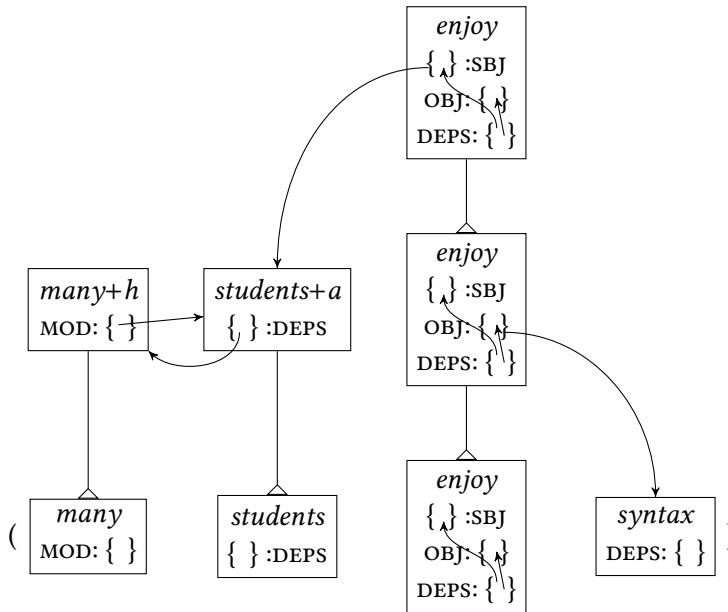 enjoy
{ } :SBJ
OBJ: { }
DEPS: { }
many+h
MOD: { }
students+a
{ } :DEPS
enjoy
{ } :SBJ
OBJ: { }
DEPS: { }
(
many
MOD: { }
students
{ } :DEPS
enjoy
{ } :SBJ
OBJ: { }
DEPS: { }
syntax
DEPS: { }